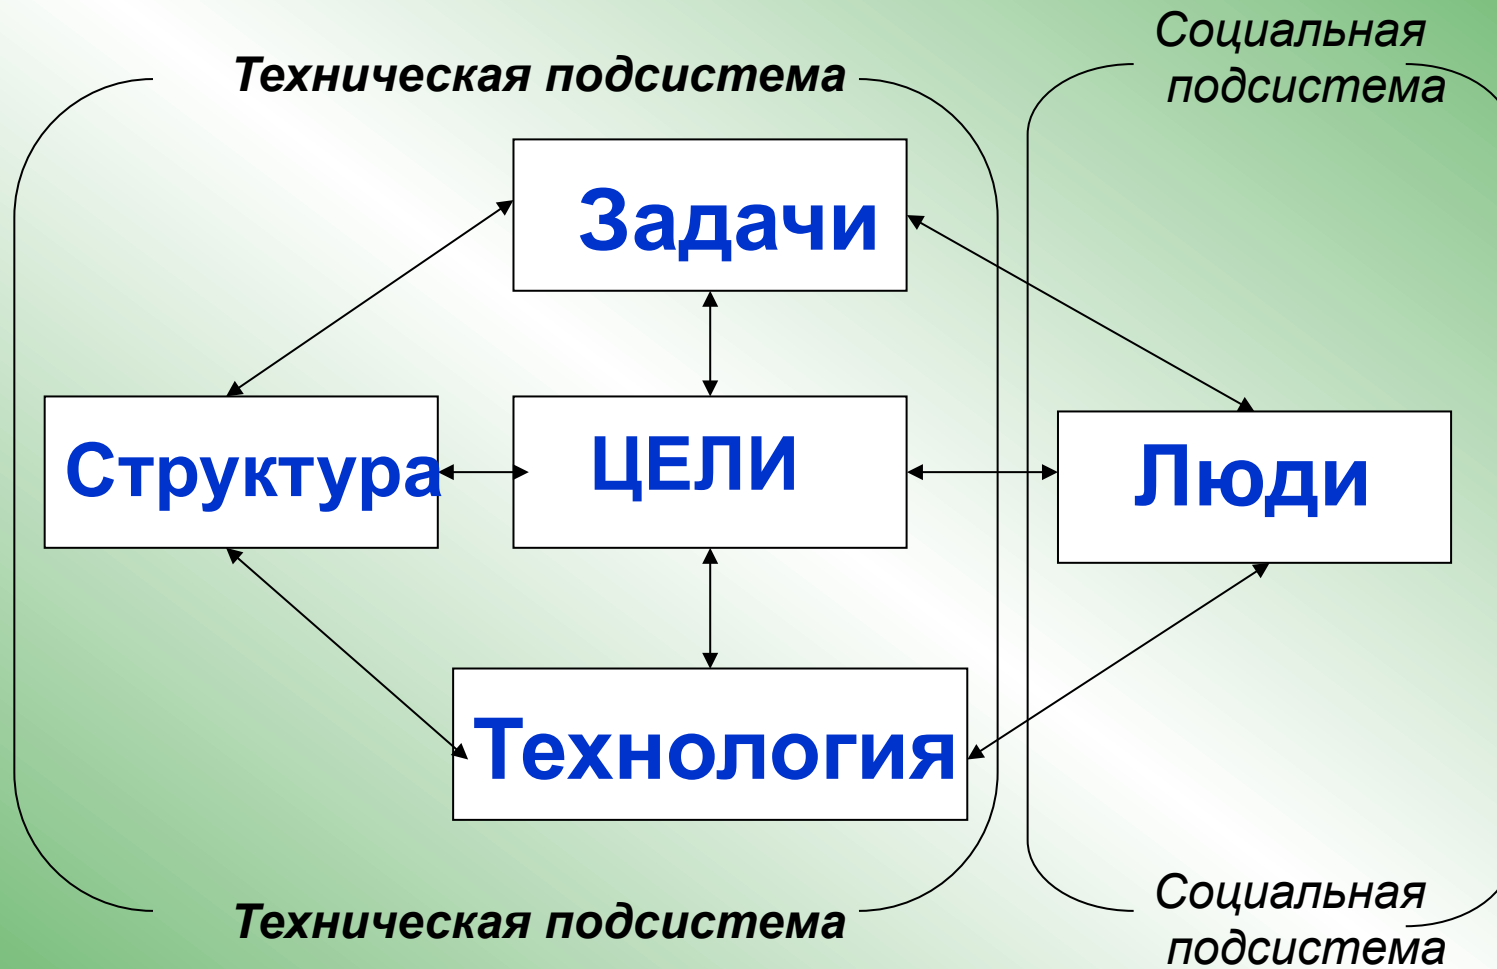 Техническая подсистема
Социальная
подсистема
Задачи
Структура
ЦЕЛИ
Люди
Технология
Техническая подсистема
Социальная
подсистема